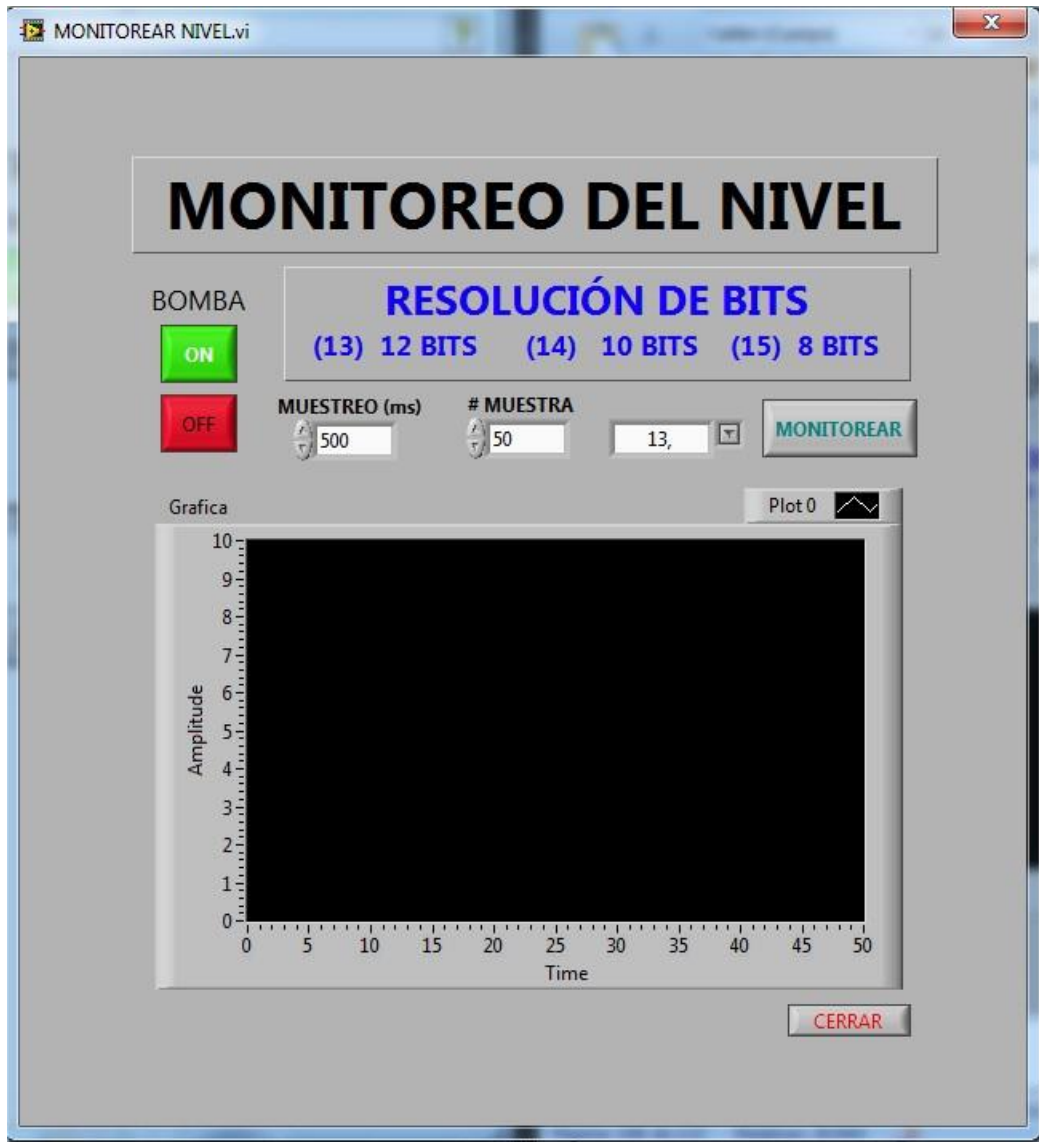 MONITOREAR NIVEL.vi
MONITOREO DEL NIVEL
BOMBA
RESOLUCIÓN DE BITS
(13) 12 BITS (14) 10 BITS (15) 8 BITS
ON
OFF
MUESTREO (ms)
# MUESTRA
500
50
13,
MONITOREAR
Grafica
Plot 0
10
9
8
7
6
5
4
3
2
1
0
Amplitude
0 5 10 15 20 25 30 35 40 45 50
Time
CERRAR